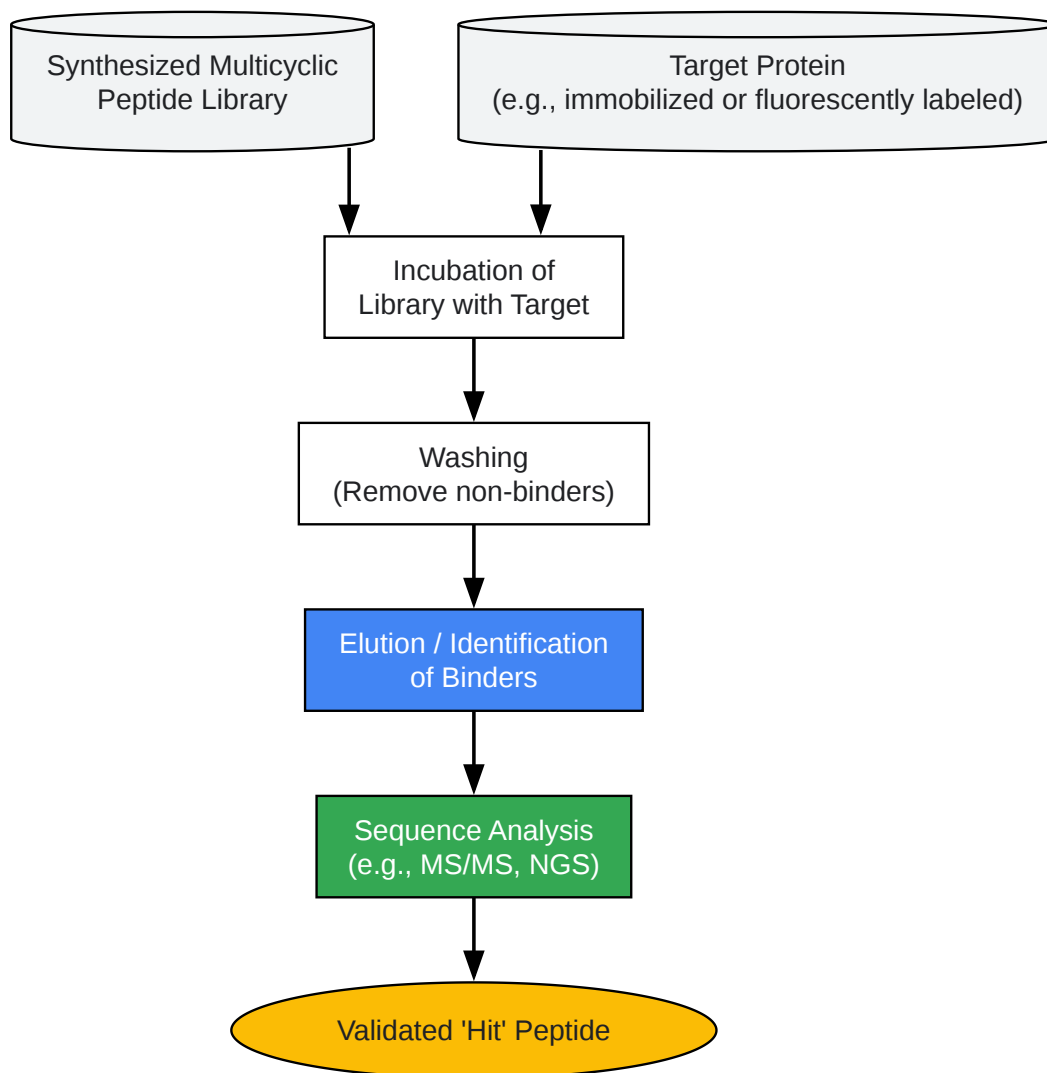 Synthesized Multicyclic
Peptide Library
Target Protein
(e.g., immobilized or fluorescently labeled)
Incubation of
Library with Target
Washing
(Remove non-binders)
Elution / Identification
of Binders
Sequence Analysis
(e.g., MS/MS, NGS)
Validated 'Hit' Peptide